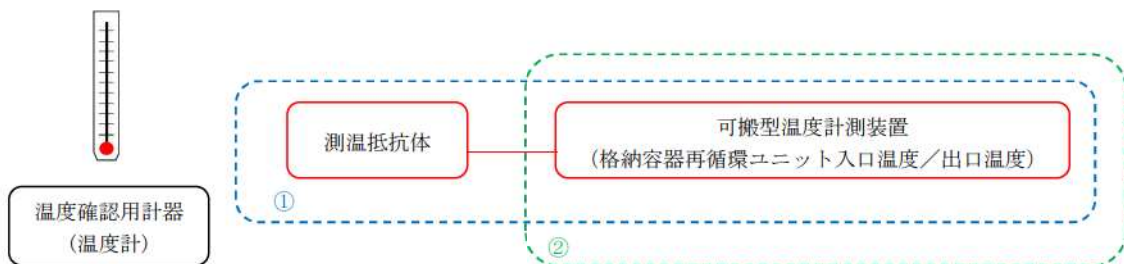 測温抵抗体
可搬型温度計測装置
（格納容器再循環ユニット入口温度／出口温度）
①
温度確認用計器
（温度計）
②